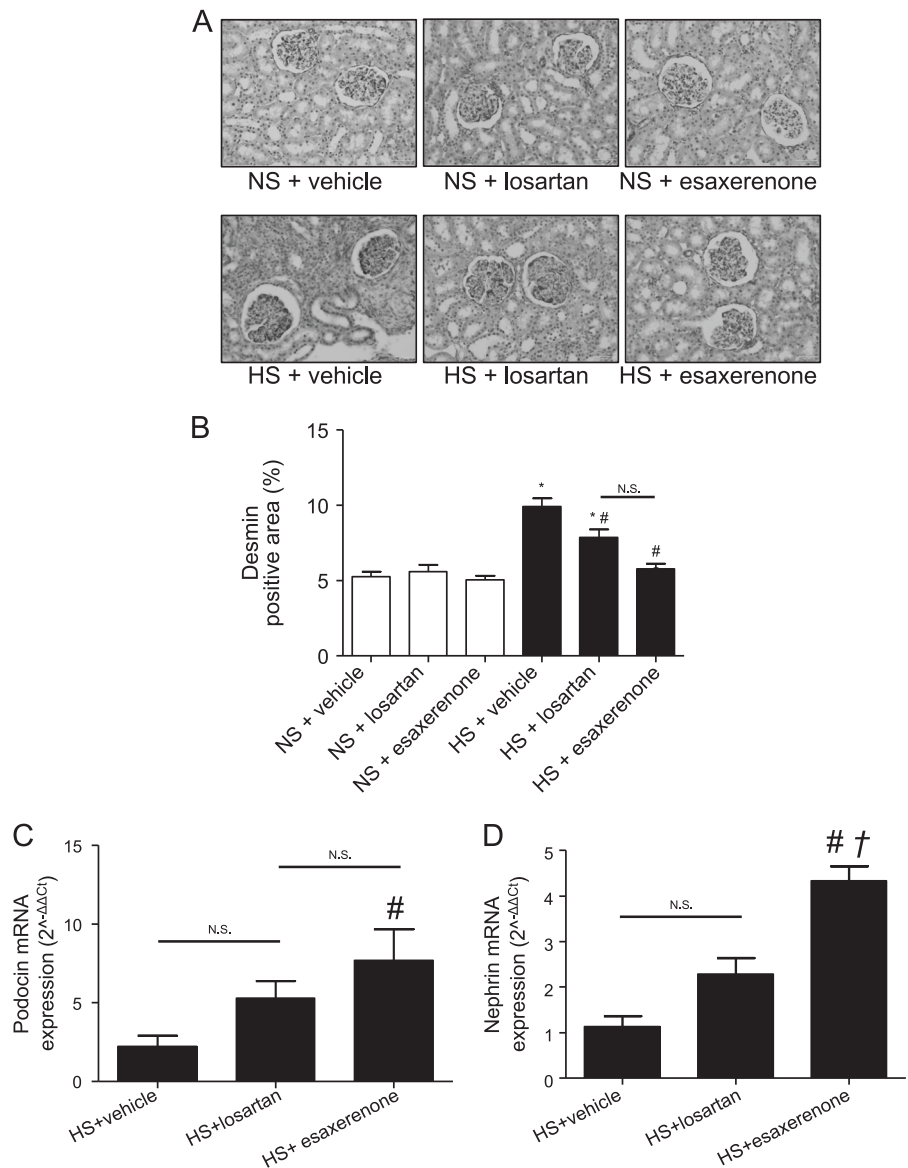 A
NS + vehicle
NS + losartan
NS + esaxerenone
HS + vehicle
HS + losartan
HS + esaxerenone
B
Desmin
positive area (%)
15
10
5
0
*
* #
N.S.
#
NS + vehicle
NS + losartan
NS + esaxerenone
HS + vehicle
HS + losartan
HS + esaxerenone
C
Podocin mRNA
expression (2^-ΔΔCt)
15
10
5
0
N.S.
N.S.
#
HS+vehicle
HS+losartan
HS+ esaxerenone
D
Nephrin mRNA
expression (2^-ΔΔCt)
5
4
3
2
1
0
N.S.
# †
HS+vehicle
HS+losartan
HS+esaxerenone